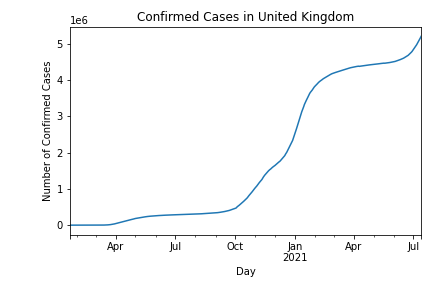 Confirmed Cases in United Kingdom
1e6
5
4
3
2
1
0
Number of Confirmed Cases
Apr
Jul
Oct
Jan
2021
Apr
Jul
Day